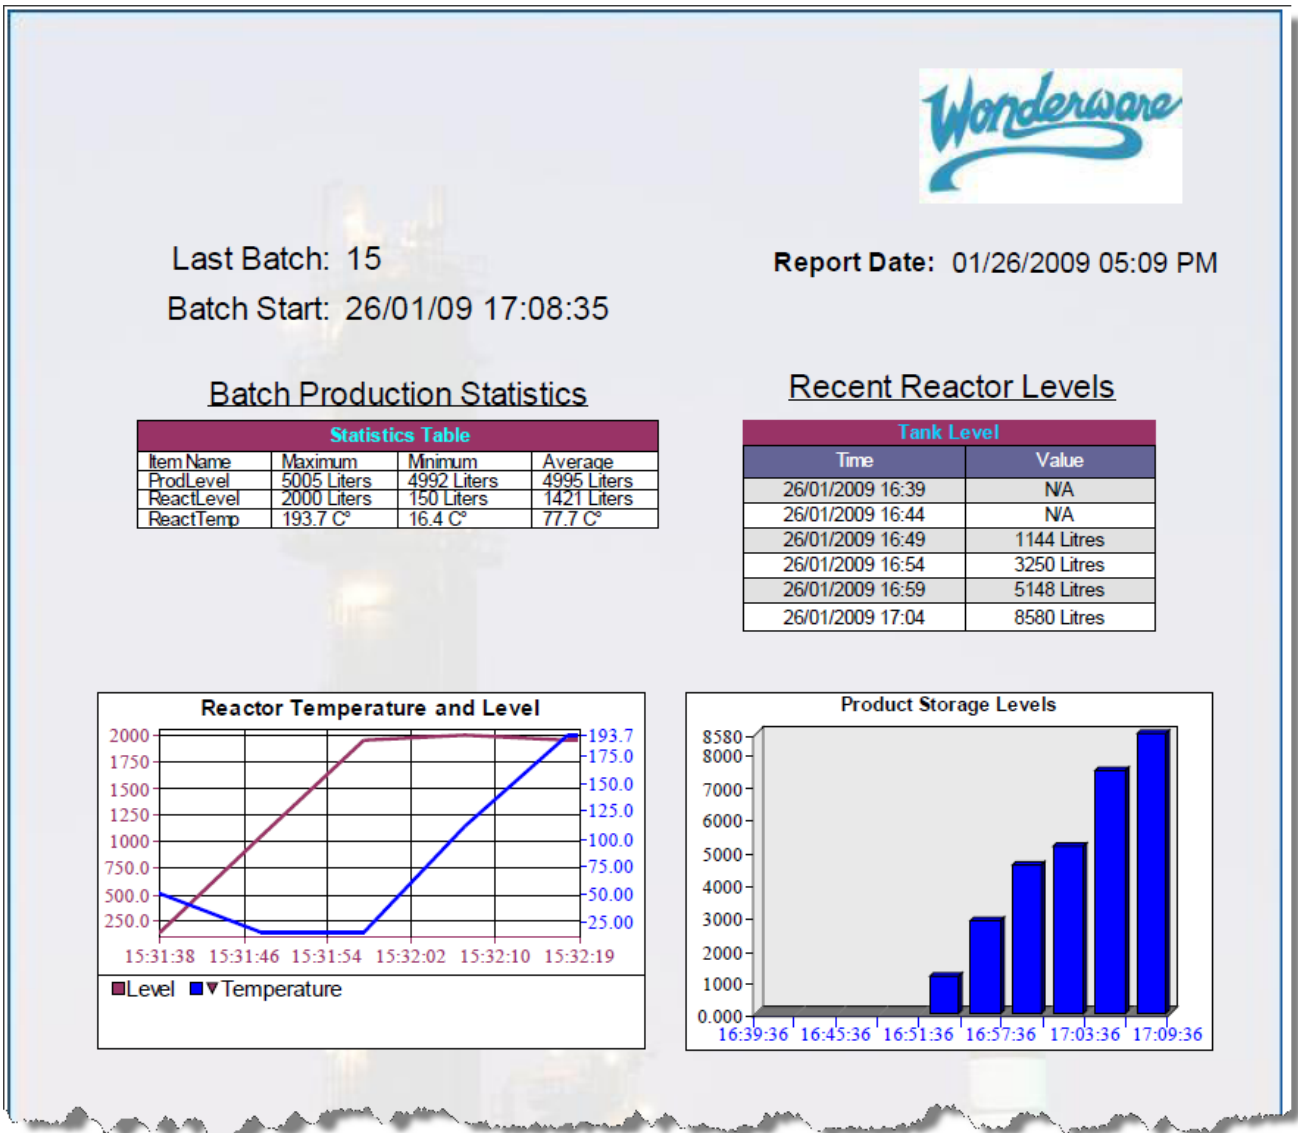 Wonderware
Last Batch: 15
Report Date: 01/26/2009 05:09 PM
Batch Start: 26/01/09 17:08:35
Batch Production Statistics
Statistics Table
Item Name Maximum Minimum Average
ProdLevel 5005 Liters 4992 Liters 4995 Liters
ReactLevel 2000 Liters 150 Liters 1421 Liters
ReactTemp 193.7 C° 16.4 C° 77.7 C°
Recent Reactor Levels
Tank Level
Time Value
26/01/2009 16:39 N/A
26/01/2009 16:44 N/A
26/01/2009 16:49 1144 Litres
26/01/2009 16:54 3250 Litres
26/01/2009 16:59 5148 Litres
26/01/2009 17:04 8580 Litres
Reactor Temperature and Level
2000 193.7
1750 175.0
1500 150.0
1250 125.0
1000 100.0
750.0 75.00
500.0 50.00
250.0 25.00
15:31:38 15:31:46 15:31:54 15:32:02 15:32:10 15:32:19
Level Temperature
Product Storage Levels
8580
8000
7000
6000
5000
4000
3000
2000
1000
0.000
16:39:36 16:45:36 16:51:36 16:57:36 17:03:36 17:09:36